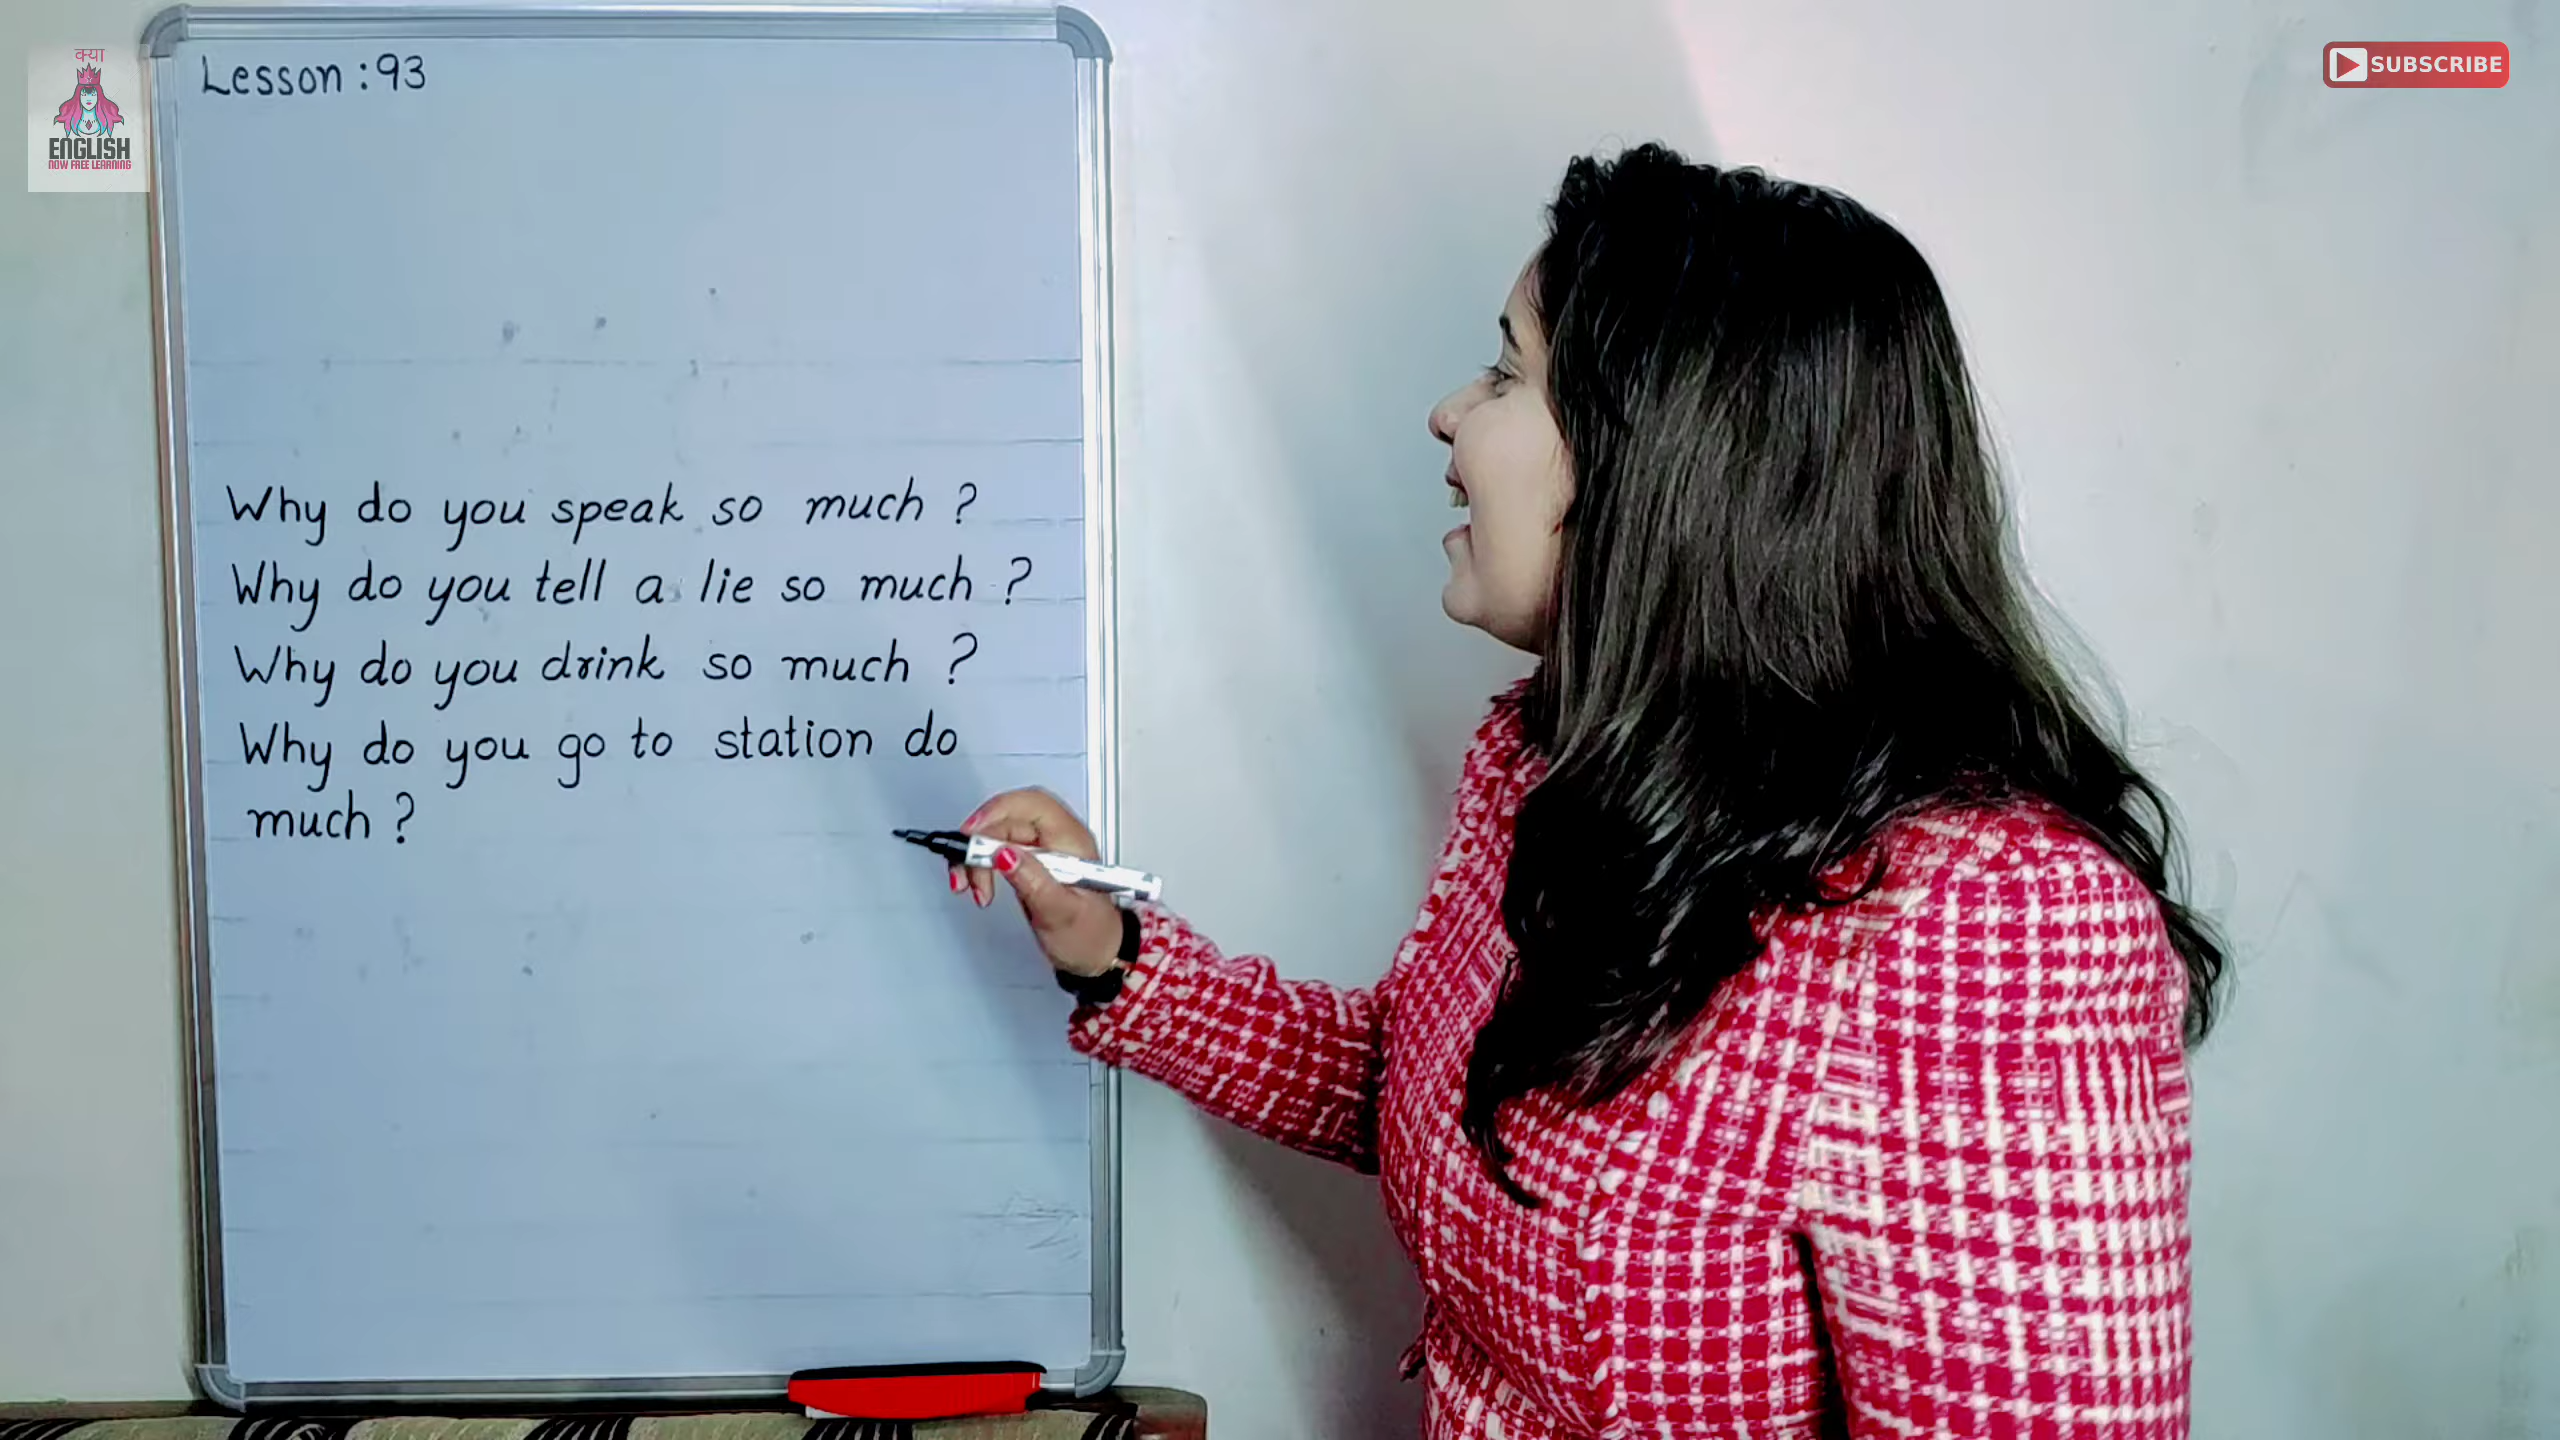 Lesson : 93
क्या
ENGLISH
NOW FREE LEARNING
SUBSCRIBE
Why do you speak so much ?
Why do you tell a lie so much ?
Why do you drink so much ?
Why do you go to station do
much ?